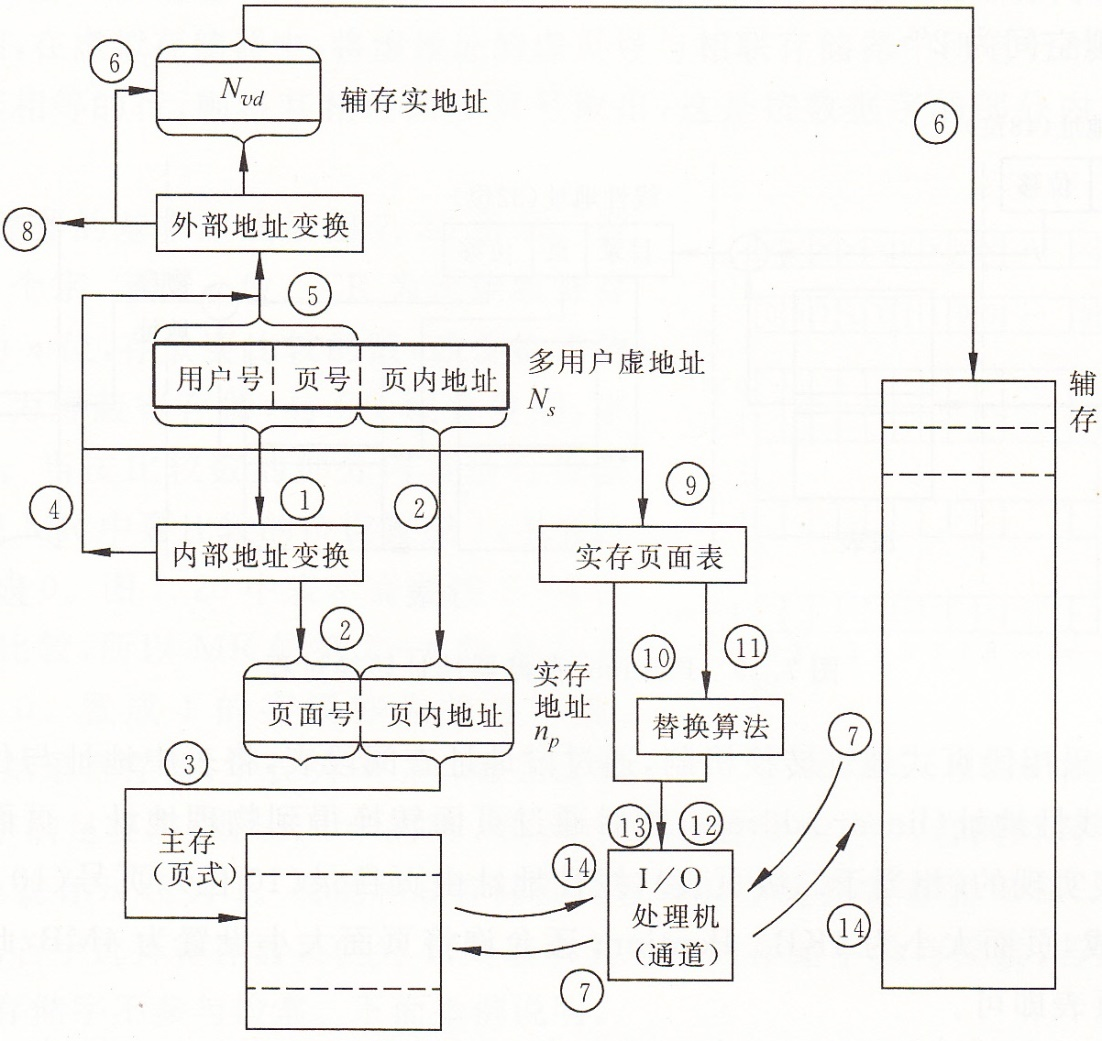 ⑥
N_vd
辅存实地址
⑥
⑧
外部地址变换
⑤
用户号
页号
页内地址
多用户虚地址
N_s
辅存
④
①
②
⑨
内部地址变换
实存页面表
②
⑩
⑪
页面号
页内地址
实存
地址
n_p
替换算法
③
⑦
主存
(页式)
⑬
⑫
⑭
I/O
处理机
(通道)
⑭
⑦